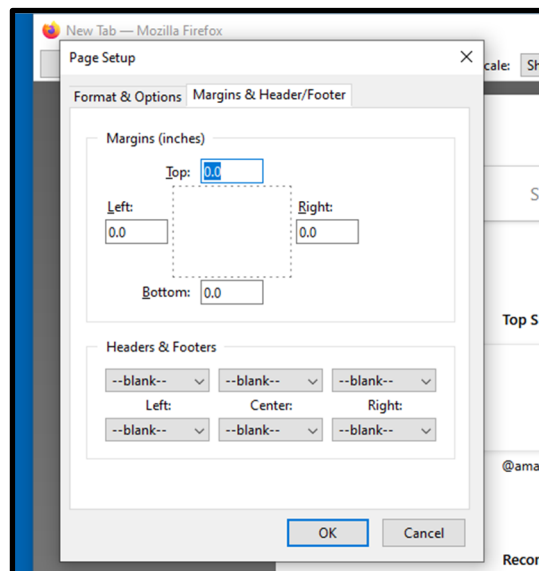 New Tab — Mozilla Firefox
Page Setup
cale: Sh
Format & Options Margins & Header/Footer
Margins (inches)
Top: 0.0
Left: Right:
0.0 0.0
Bottom: 0.0
Top S
Headers & Footers
--blank-- --blank-- --blank--
Left: Center: Right:
--blank-- --blank-- --blank--
@ama
OK Cancel
Recor